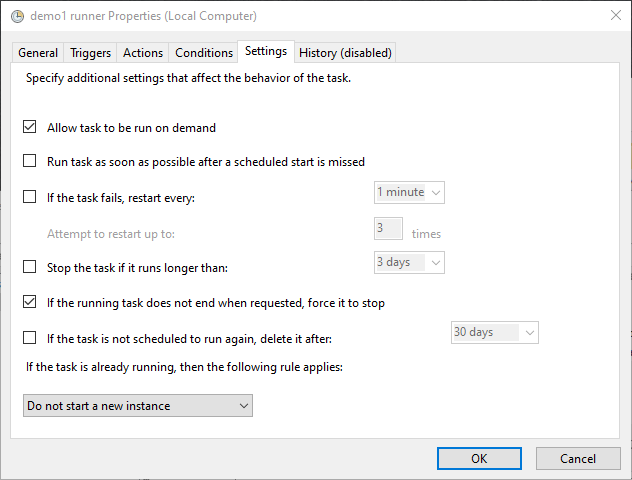 demo1 runner Properties (Local Computer)
General Triggers Actions Conditions Settings History (disabled)
Specify additional settings that affect the behavior of the task.
Allow task to be run on demand
Run task as soon as possible after a scheduled start is missed
If the task fails, restart every: 1 minute
Attempt to restart up to: 3 times
Stop the task if it runs longer than: 3 days
If the running task does not end when requested, force it to stop
If the task is not scheduled to run again, delete it after: 30 days
If the task is already running, then the following rule applies:
Do not start a new instance
OK Cancel